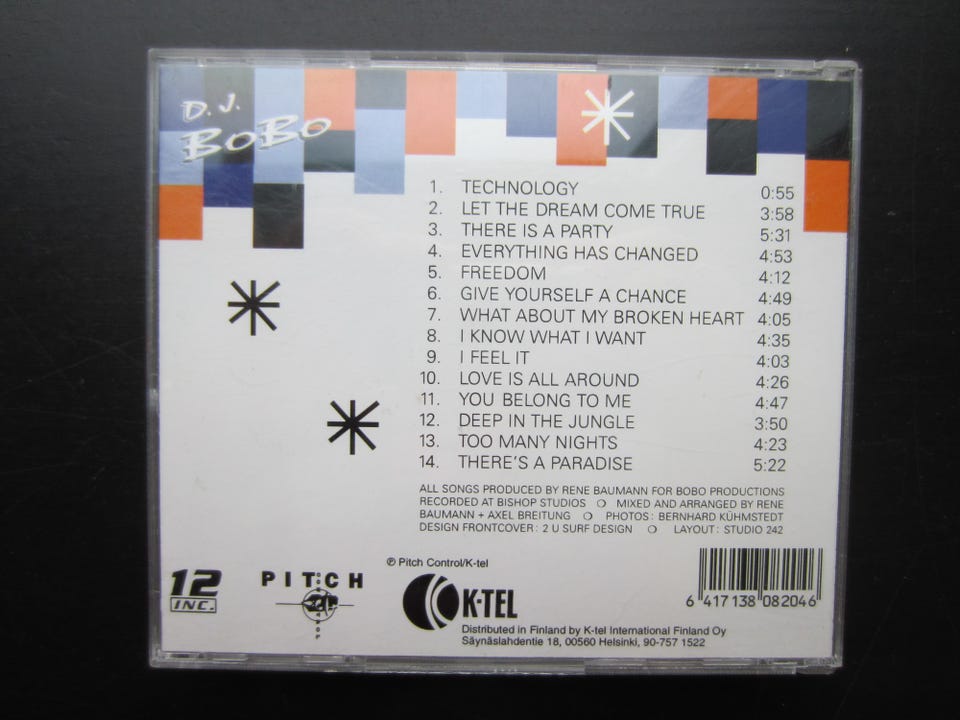 D.J.
BoBo
1. TECHNOLOGY 0:55
2. LET THE DREAM COME TRUE 3:58
3. THERE IS A PARTY 5:31
4. EVERYTHING HAS CHANGED 4:53
5. FREEDOM 4:12
6. GIVE YOURSELF A CHANCE 4:49
7. WHAT ABOUT MY BROKEN HEART 4:05
8. I KNOW WHAT I WANT 4:35
9. I FEEL IT 4:03
10. LOVE IS ALL AROUND 4:26
11. YOU BELONG TO ME 4:47
12. DEEP IN THE JUNGLE 3:50
13. TOO MANY NIGHTS 4:23
14. THERE'S A PARADISE 5:22
ALL SONGS PRODUCED BY RENE BAUMANN FOR BOBO PRODUCTIONS
RECORDED AT BISHOP STUDIOS ❍ MIXED AND ARRANGED BY RENE
BAUMANN + AXEL BREITUNG ❍ PHOTOS: BERNHARD KÜHMSTEDT
DESIGN FRONTCOVER: 2 U SURF DESIGN ❍ LAYOUT: STUDIO 242
12
INC.
PITCH
℗ Pitch Control/K-tel
K-TEL
Distributed in Finland by K-tel International Finland Oy
Säynäslahdentie 18, 00560 Helsinki, 90-757 1522
6 417138 082046